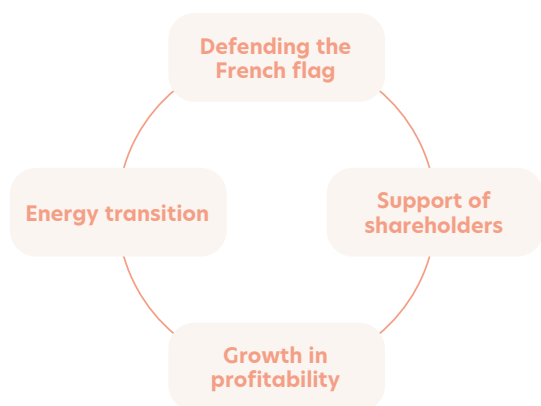 Defending the
French flag
Energy transition
Support of
shareholders
Growth in
profitability